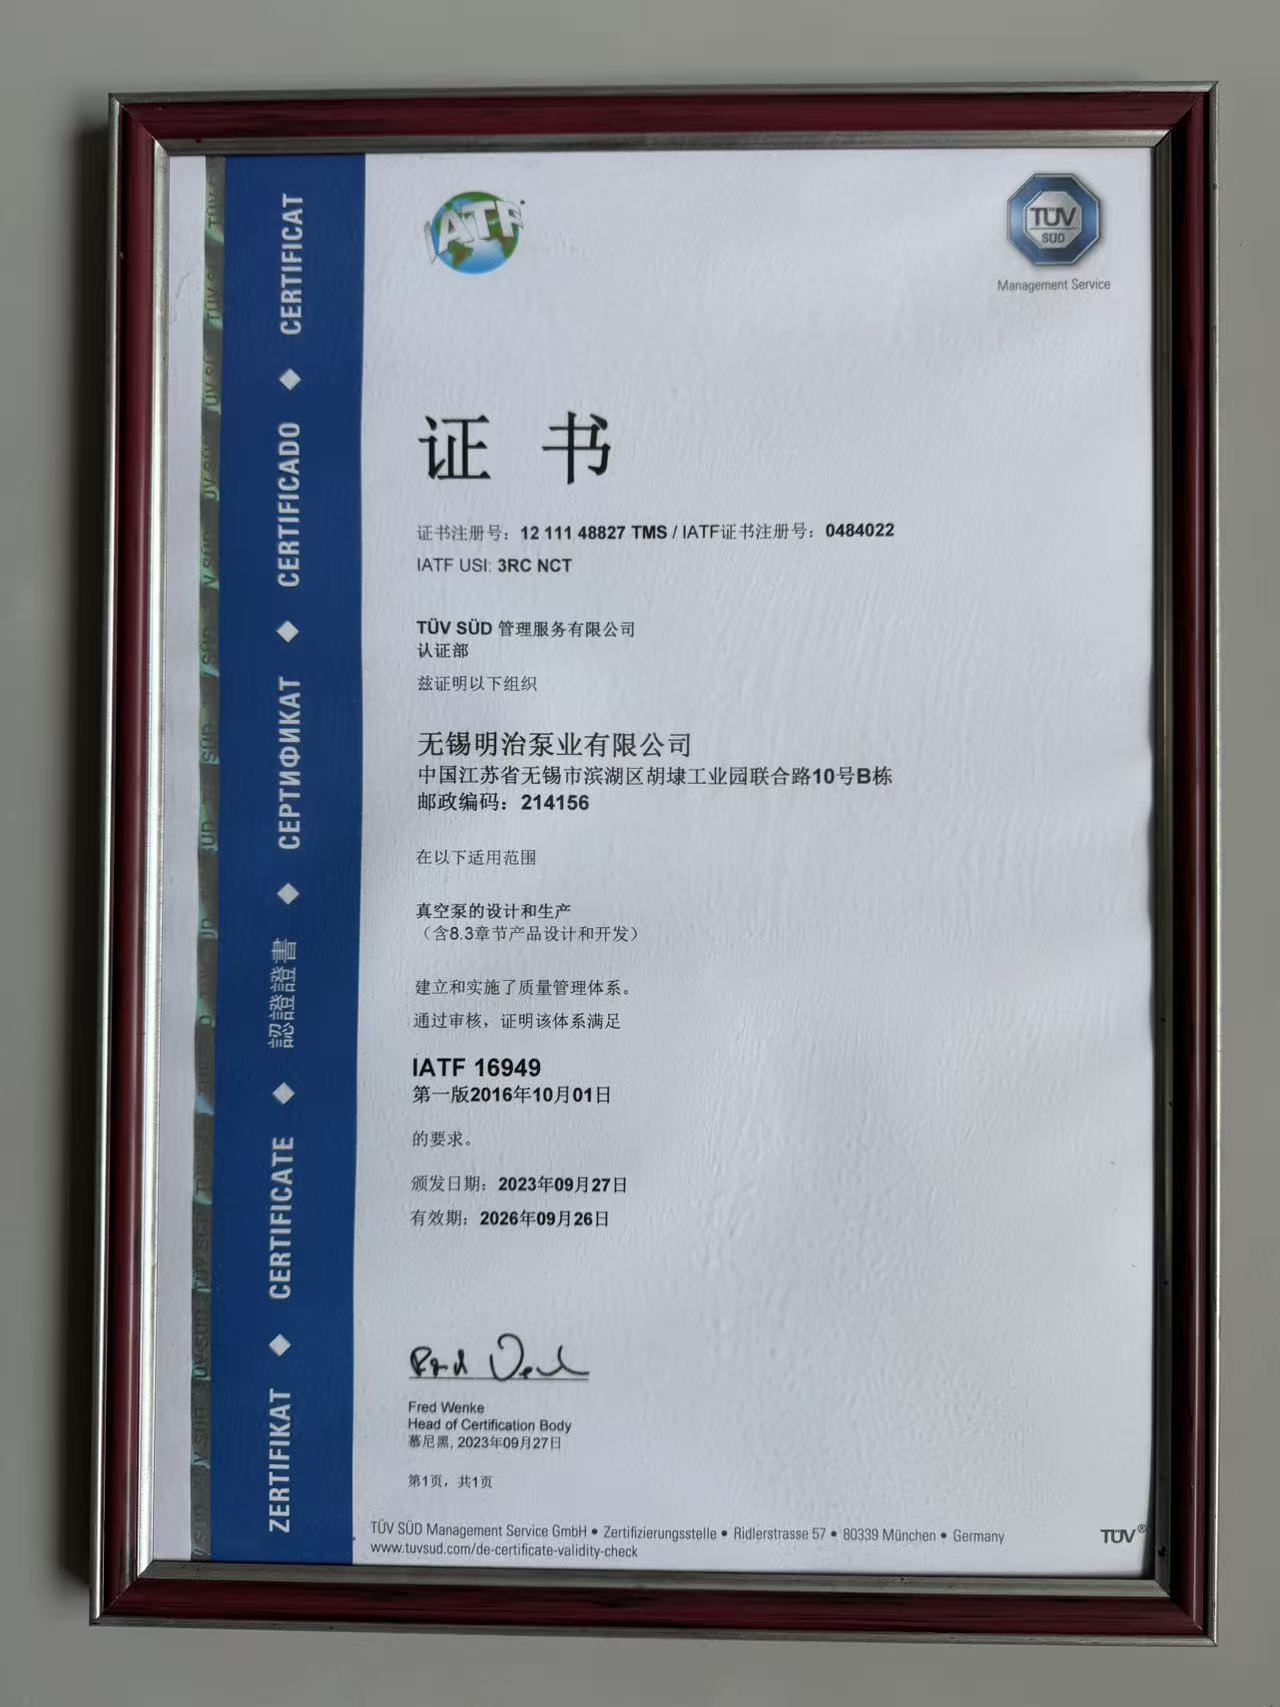 IATF
TÜV
SÜD
Management Service
ZERTIFIKAT ◆ CERTIFICATE ◆ 認證證書 ◆ СЕРТИФИКАТ ◆ CERTIFICADO ◆ CERTIFICAT
证书
证书注册号：12 111 48827 TMS / IATF证书注册号：0484022
IATF USI: 3RC NCT
TÜV SÜD 管理服务有限公司
认证部
兹证明以下组织
无锡明治泵业有限公司
中国江苏省无锡市滨湖区胡埭工业园联合路10号B栋
邮政编码：214156
在以下适用范围
真空泵的设计和生产
（含8.3章节产品设计和开发）
建立和实施了质量管理体系。
通过审核，证明该体系满足
IATF 16949
第一版2016年10月01日
的要求。
颁发日期：2023年09月27日
有效期：2026年09月26日
Fred Wenke
Head of Certification Body
慕尼黑, 2023年09月27日
第1页，共1页
TÜV SÜD Management Service GmbH • Zertifizierungsstelle • Ridlerstrasse 57 • 80339 München • Germany
www.tuvsud.com/de-certificate-validity-check
TÜV®